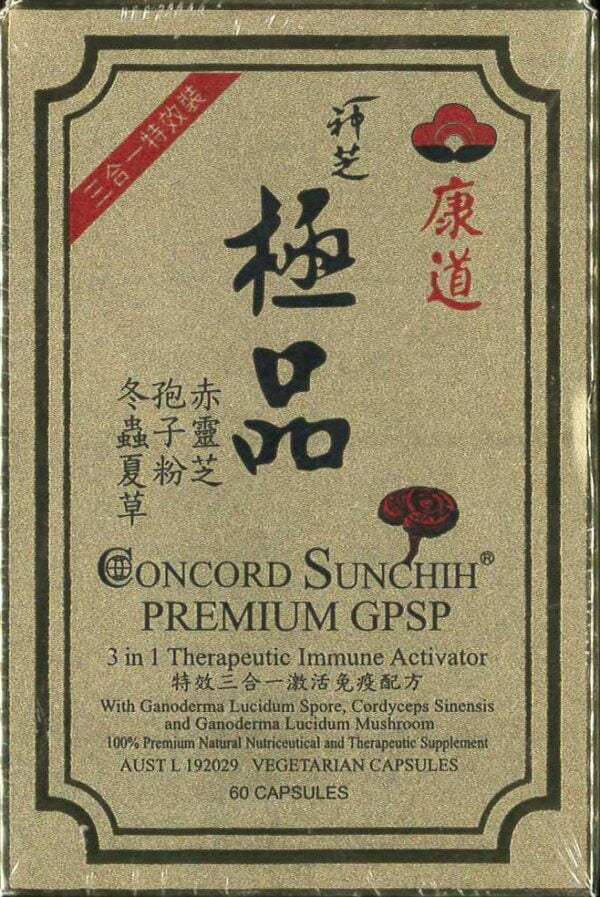 三合一特效裝
神芝
康道
極品
赤靈芝
孢子粉
冬蟲夏草
CONCORD SUNCHIH®
PREMIUM GPSP
3 in 1 Therapeutic Immune Activator
特效三合一激活免疫配方
With Ganoderma Lucidum Spore, Cordyceps Sinensis
and Ganoderma Lucidum Mushroom
100% Premium Natural Nutriceutical and Therapeutic Supplement
AUST L 192029 VEGETARIAN CAPSULES
60 CAPSULES